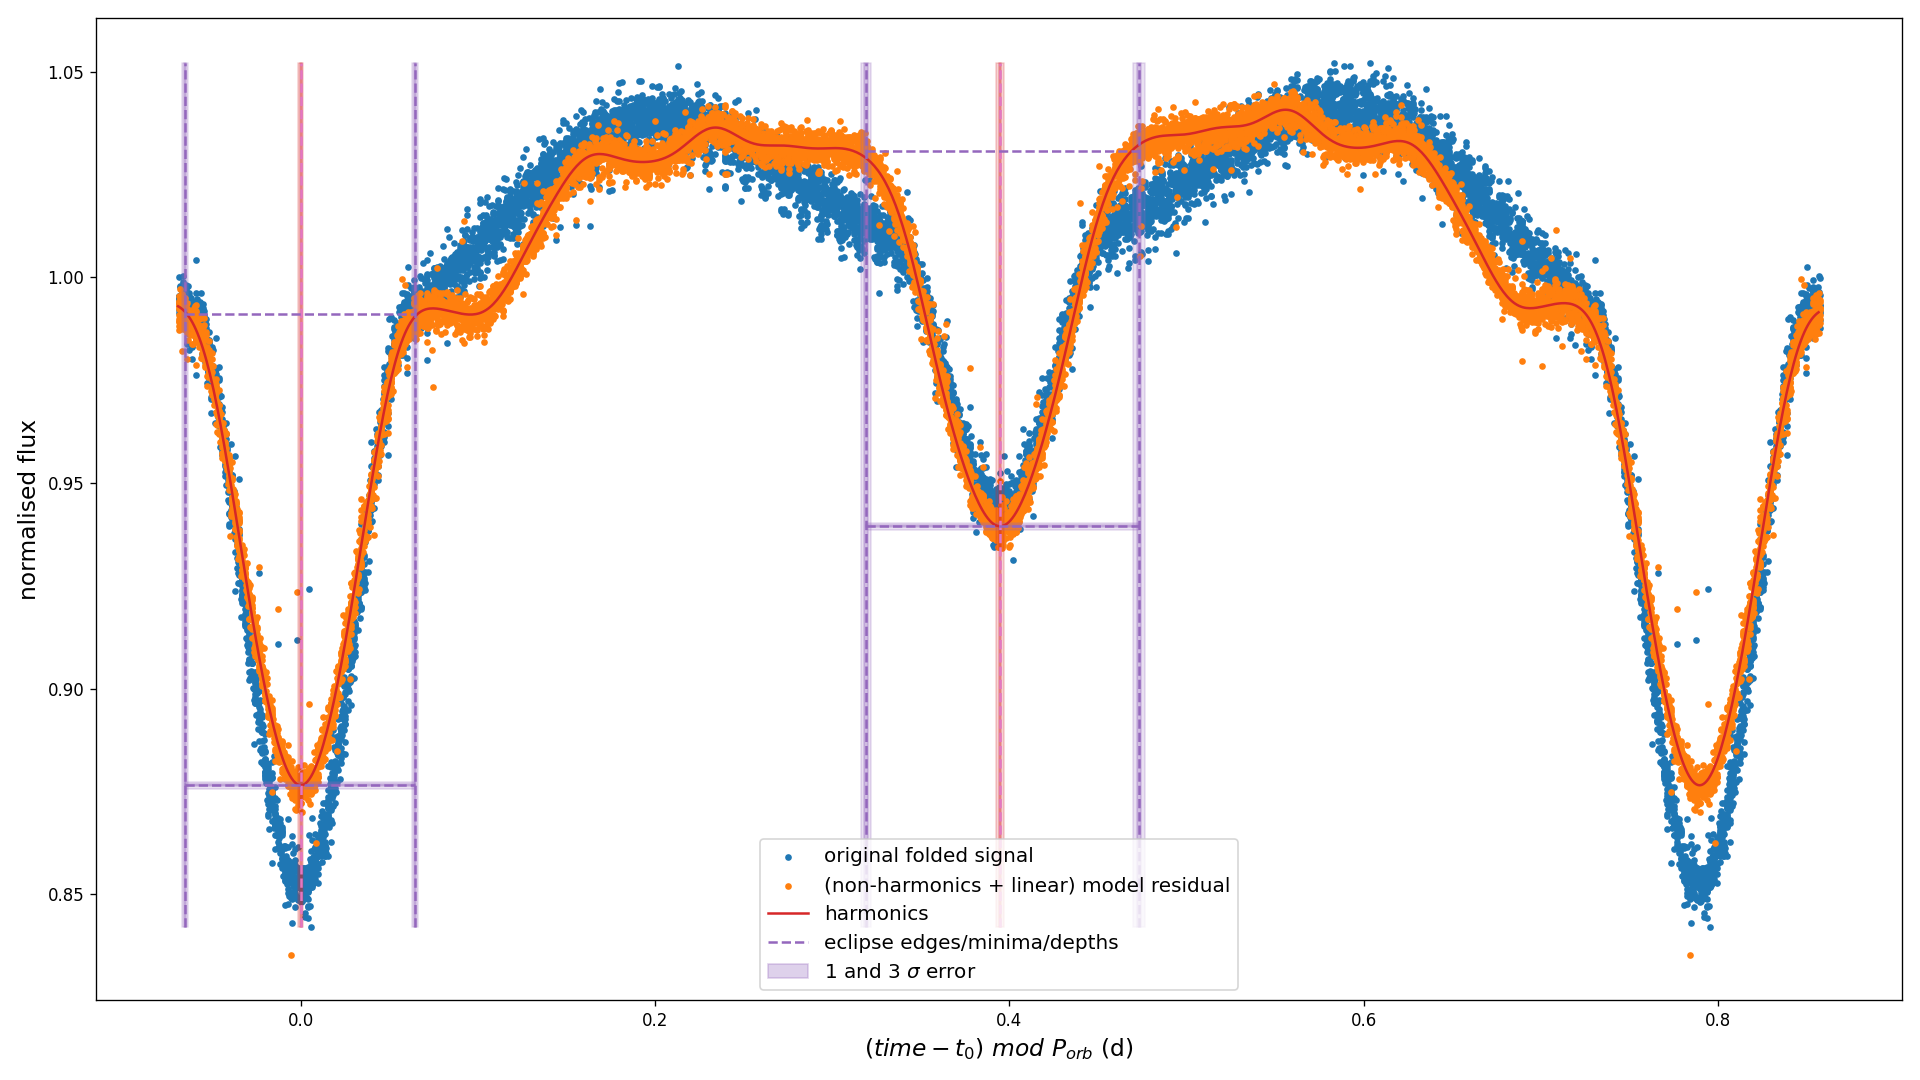 normalised flux
1.05
1.00
0.95
0.90
0.85
0.0
0.2
0.4
0.6
0.8
(time − t₀) mod Pₒᵣb (d)
original folded signal
(non-harmonics + linear) model residual
harmonics
eclipse edges/minima/depths
1 and 3 σ error